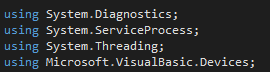 using System.Diagnostics;
using System.ServiceProcess;
using System.Threading;
using Microsoft.VisualBasic.Devices;